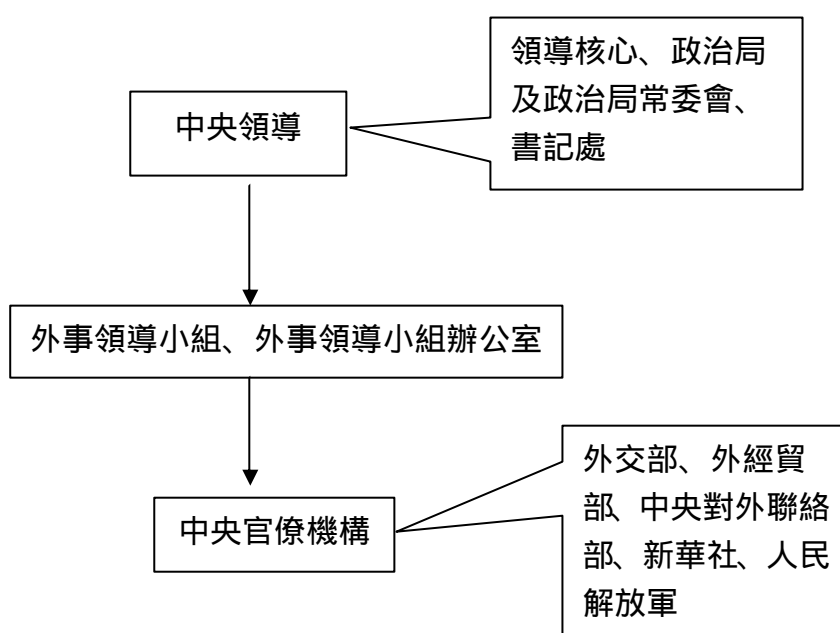 領導核心、政治局
及政治局常委會、
書記處
中央領導
外事領導小組、外事領導小組辦公室
外交部、外經貿
部、中央對外聯絡
部、新華社、人民
解放軍
中央官僚機構